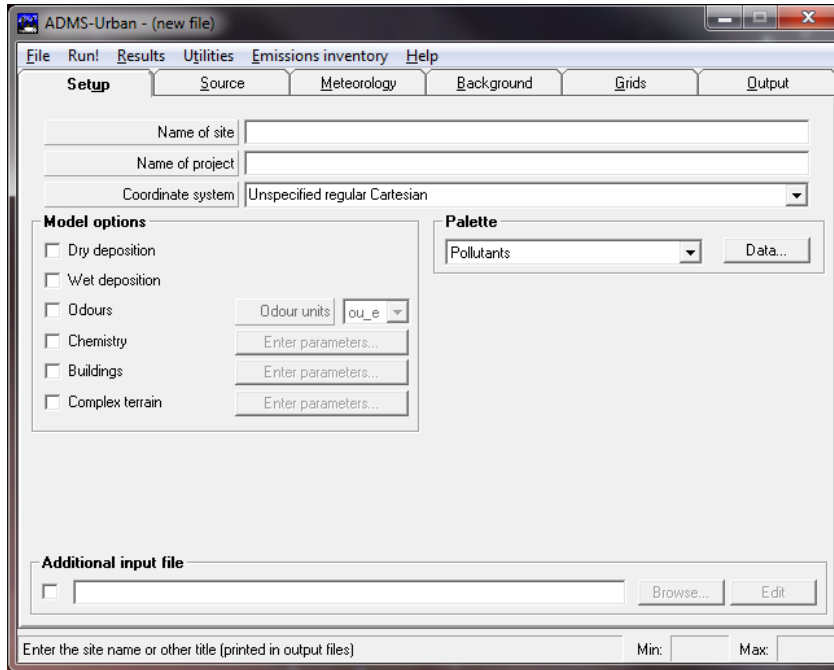 ADMS-Urban - (new file)
File Run! Results Utilities Emissions inventory Help
Setup Source Meteorology Background Grids Output
Name of site
Name of project
Coordinate system Unspecified regular Cartesian
Model options
Dry deposition
Wet deposition
Odours Odour units ou_e
Chemistry Enter parameters...
Buildings Enter parameters...
Complex terrain Enter parameters...
Palette
Pollutants Data...
Additional input file
Browse... Edit
Enter the site name or other title (printed in output files) Min: Max: